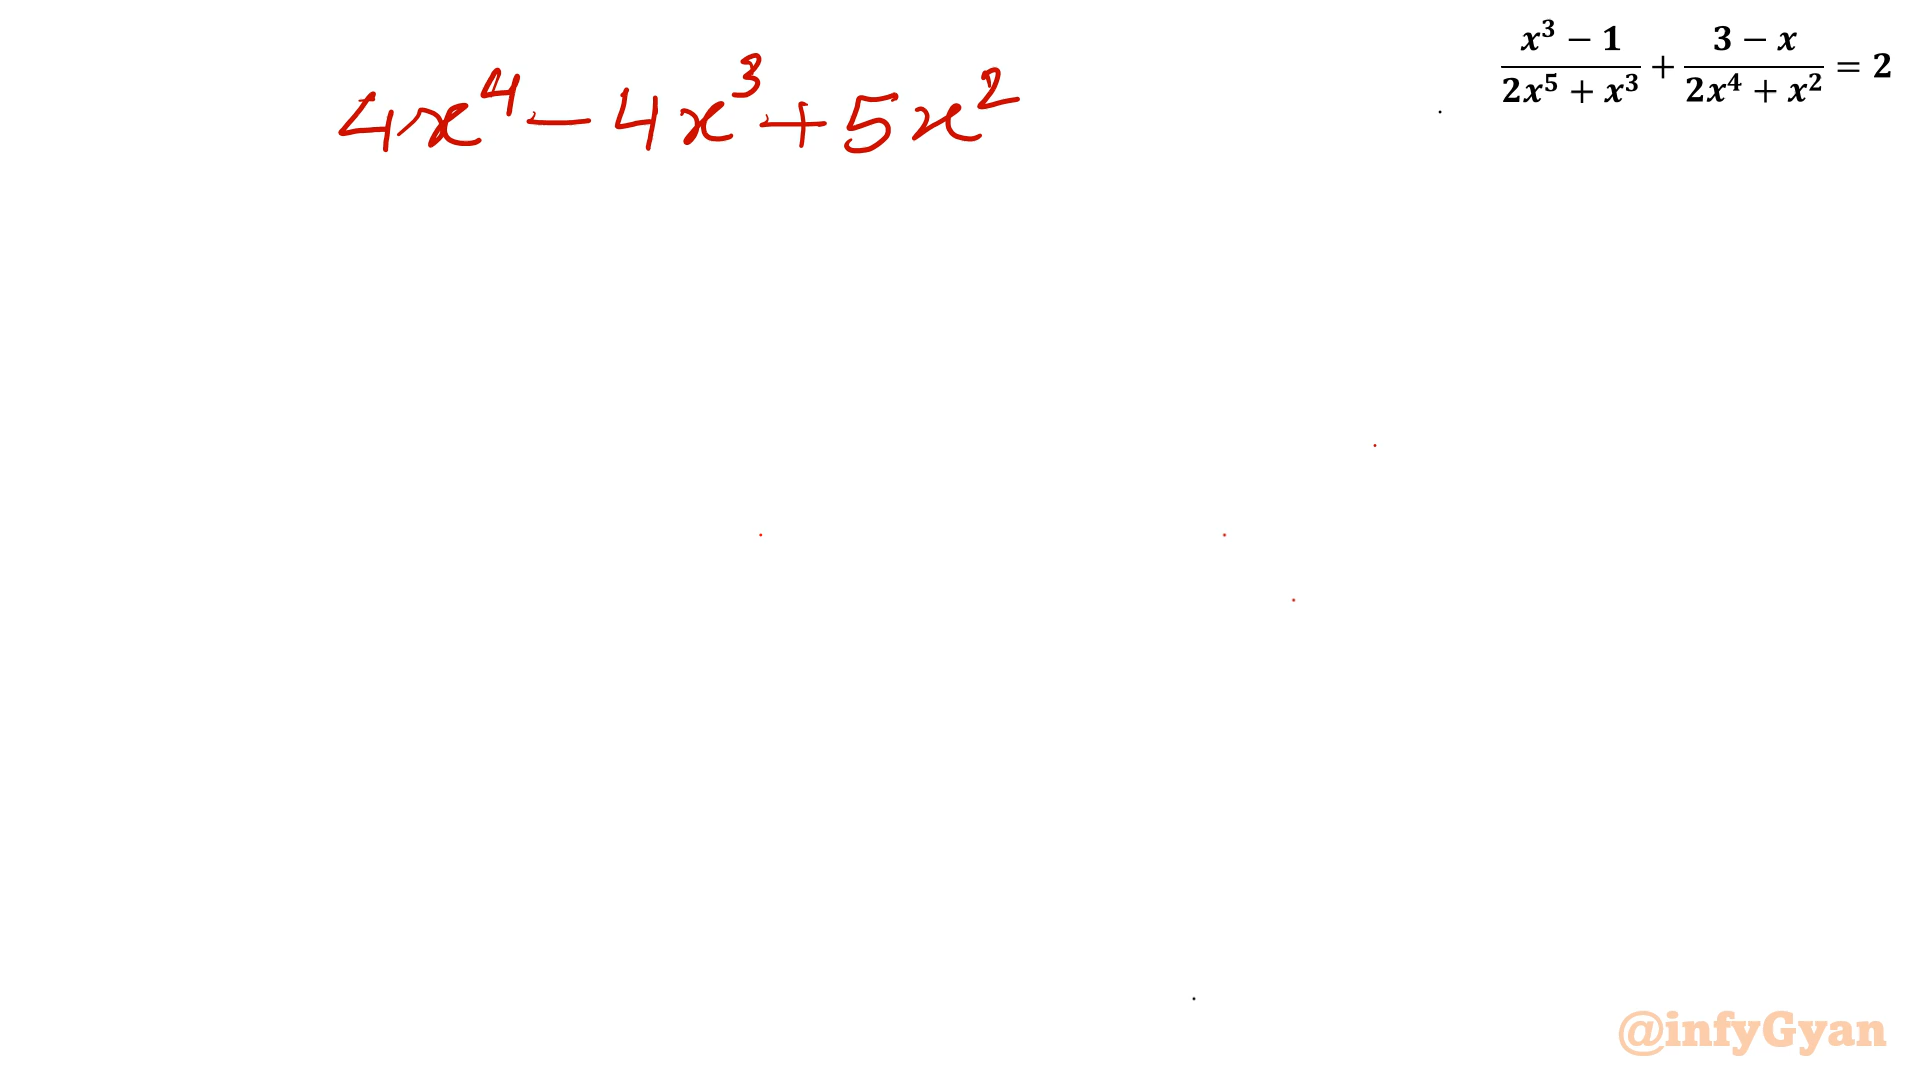 4x⁴ − 4x³ + 5x²
(x³ − 1)/(2x⁵ + x³) + (3 − x)/(2x⁴ + x²) = 2
@infyGyan